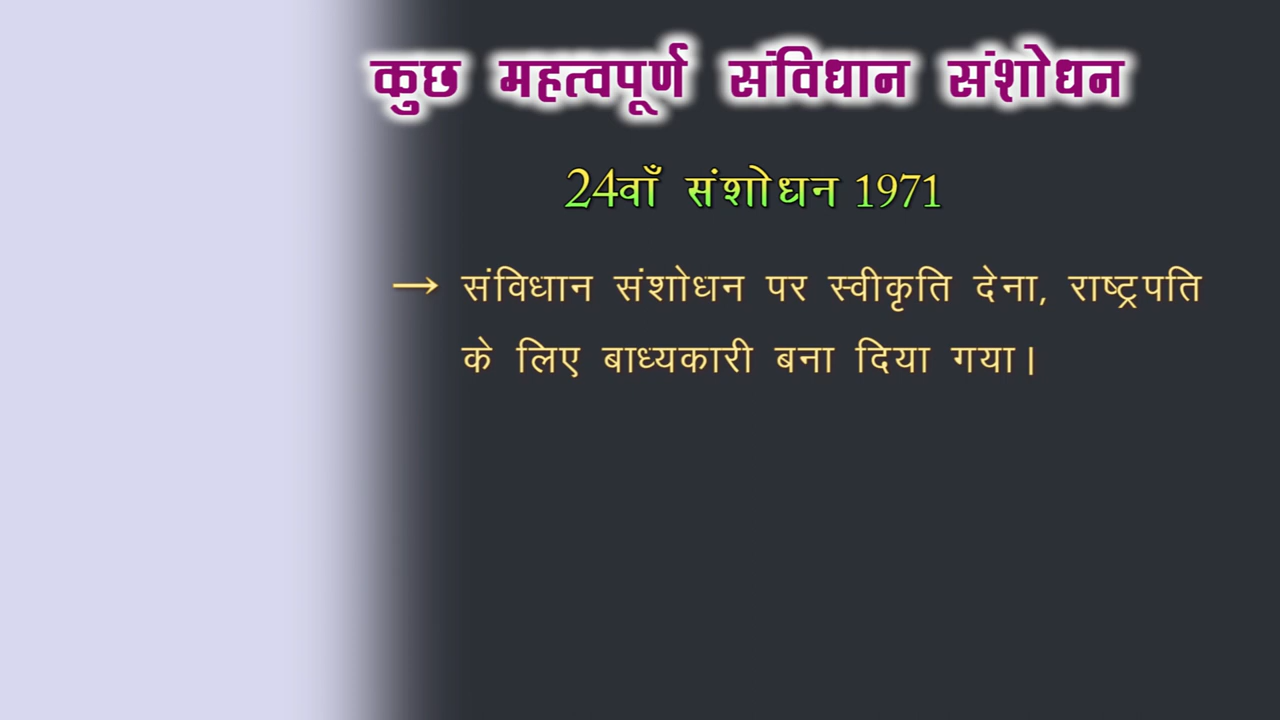 कुछ महत्वपूर्ण संविधान संशोधन
24वाँ संशोधन 1971
→ संविधान संशोधन पर स्वीकृति देना, राष्ट्रपति
के लिए बाध्यकारी बना दिया गया।